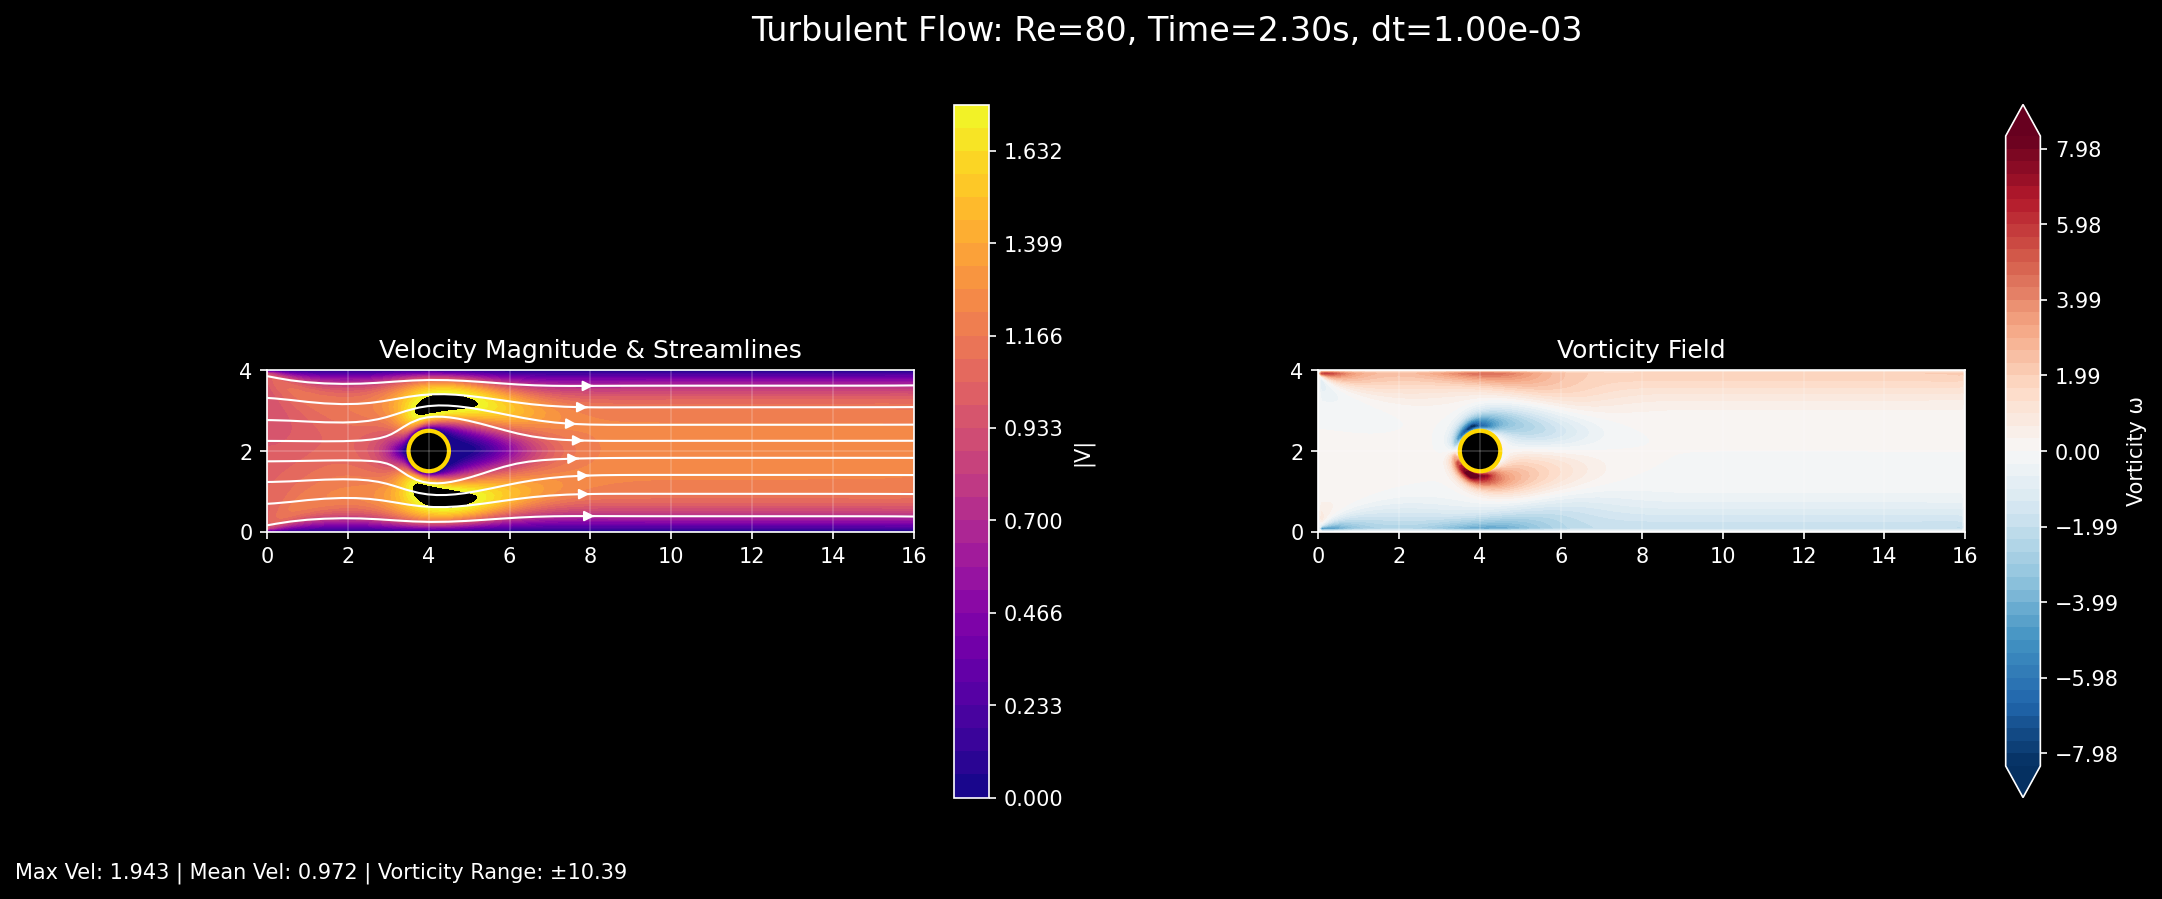 Turbulent Flow: Re=80, Time=2.30s, dt=1.00e-03
Velocity Magnitude & Streamlines
4
2
0
0 2 4 6 8 10 12 14 16
1.632
1.399
1.166
0.933
0.700
0.466
0.233
0.000
|V|
Vorticity Field
4
2
0
0 2 4 6 8 10 12 14 16
7.98
5.98
3.99
1.99
0.00
−1.99
−3.99
−5.98
−7.98
Vorticity ω
Max Vel: 1.943 | Mean Vel: 0.972 | Vorticity Range: ±10.39